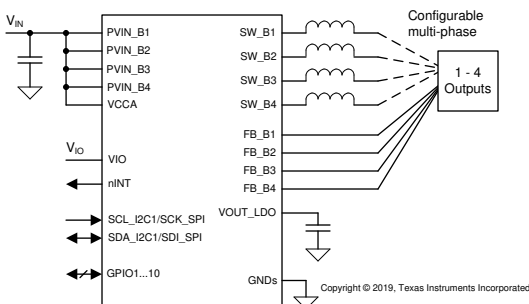 VIN
PVIN_B1
PVIN_B2
PVIN_B3
PVIN_B4
VCCA
VIO
VIO
nINT
SCL_I2C1/SCK_SPI
SDA_I2C1/SDI_SPI
GPIO1...10
SW_B1
SW_B2
SW_B3
SW_B4
FB_B1
FB_B2
FB_B3
FB_B4
VOUT_LDO
GNDs
Configurable
multi-phase
1 - 4
Outputs
Copyright © 2019, Texas Instruments Incorporated